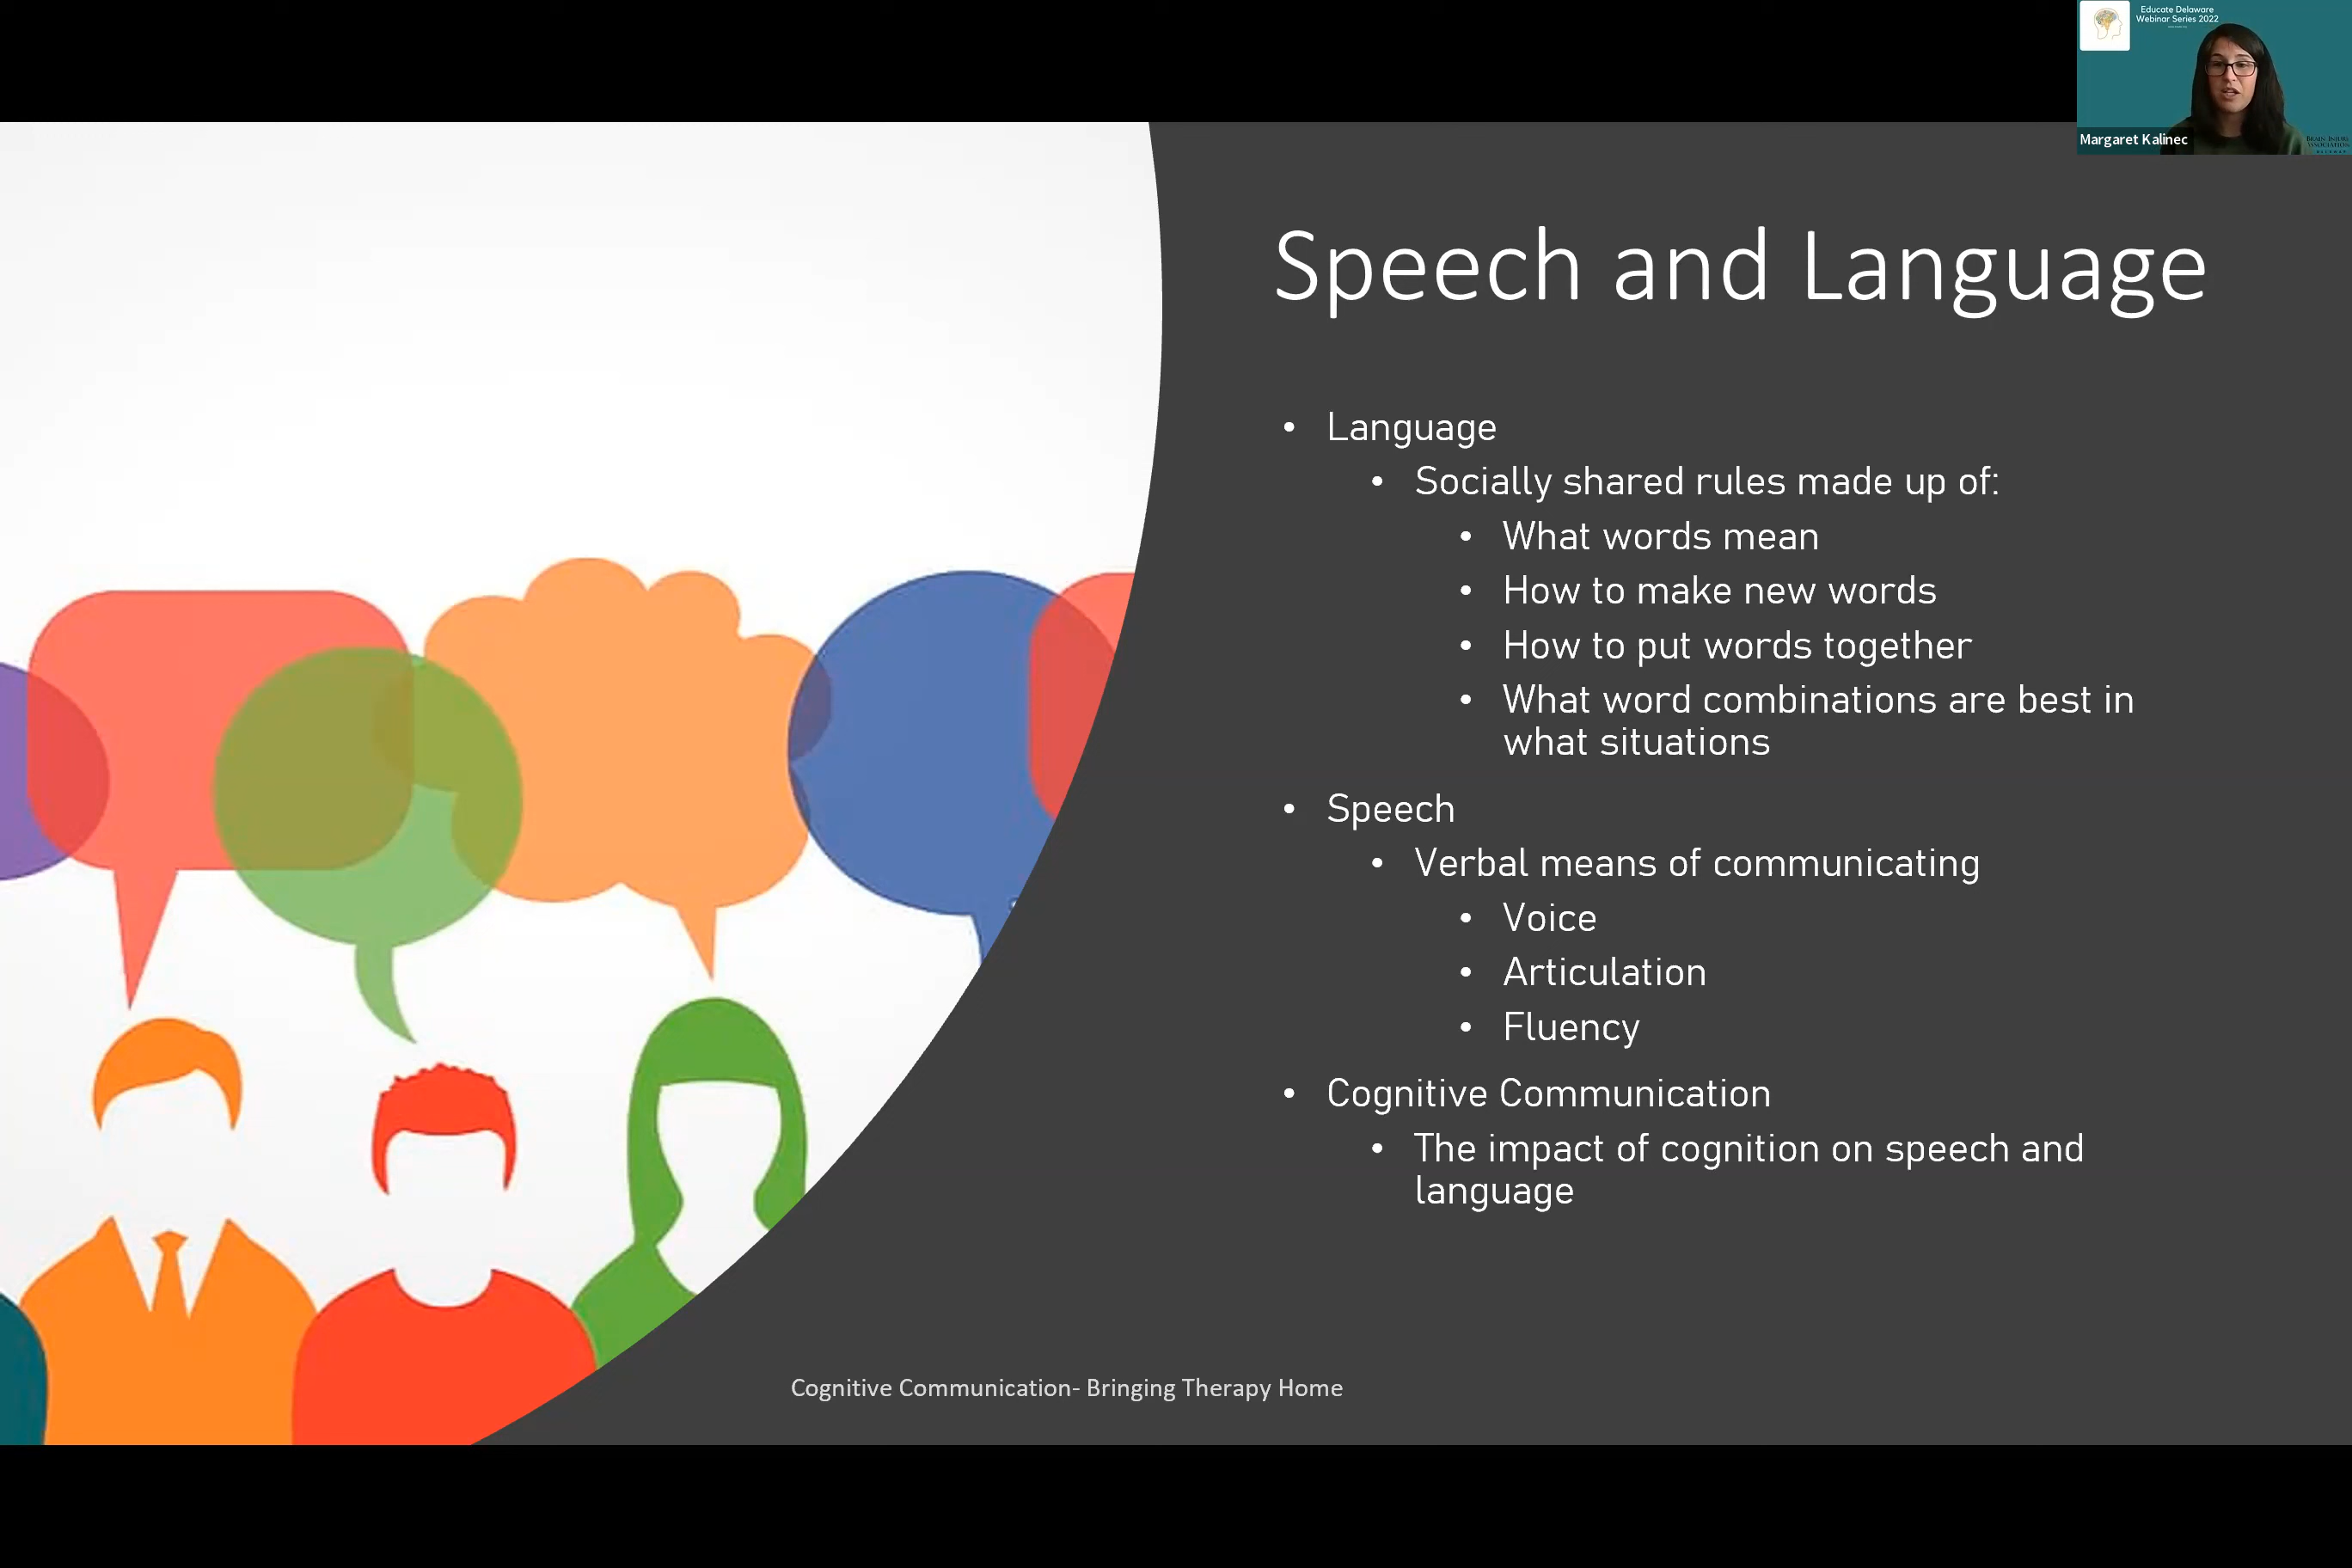 Educate Delaware
Webinar Series 2022
Margaret Kalinec
Speech and Language
• Language
• Socially shared rules made up of:
• What words mean
• How to make new words
• How to put words together
• What word combinations are best in
what situations
• Speech
• Verbal means of communicating
• Voice
• Articulation
• Fluency
• Cognitive Communication
• The impact of cognition on speech and
language
Cognitive Communication- Bringing Therapy Home